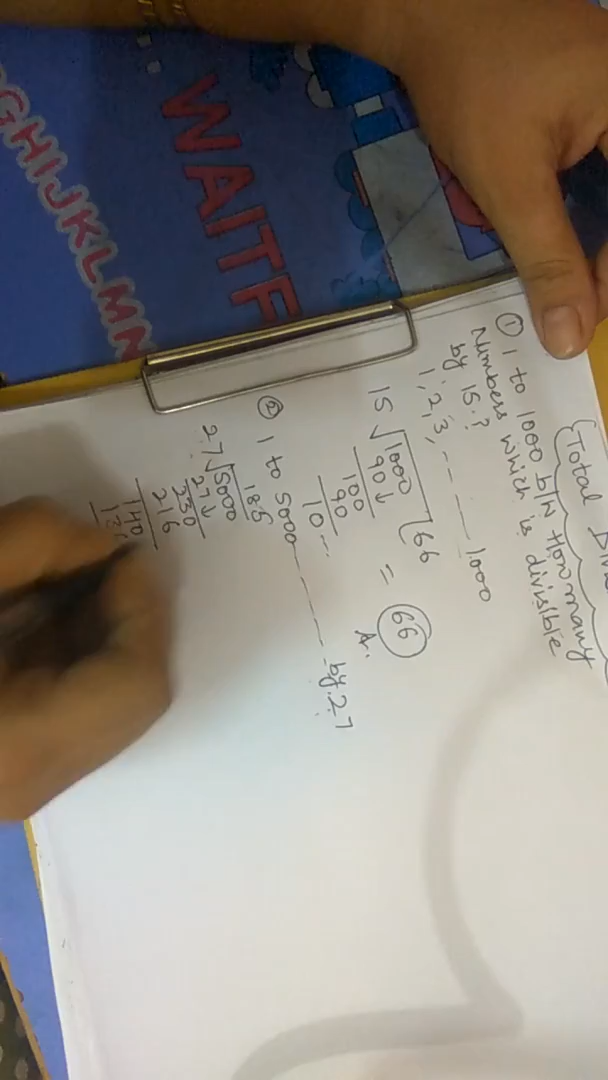 (Total
① 1 to 1000 b/w How many
Numbers which is divisible
by 15.?
1, 2, 3, - - - — 1000
15 √1000 (66
90↓
100
90
10...
= 66
A.
② 1 to 5000 - - - - — by 27
185
27 √5000
27↓
230
216
140
WAITF
GHIJKLMN